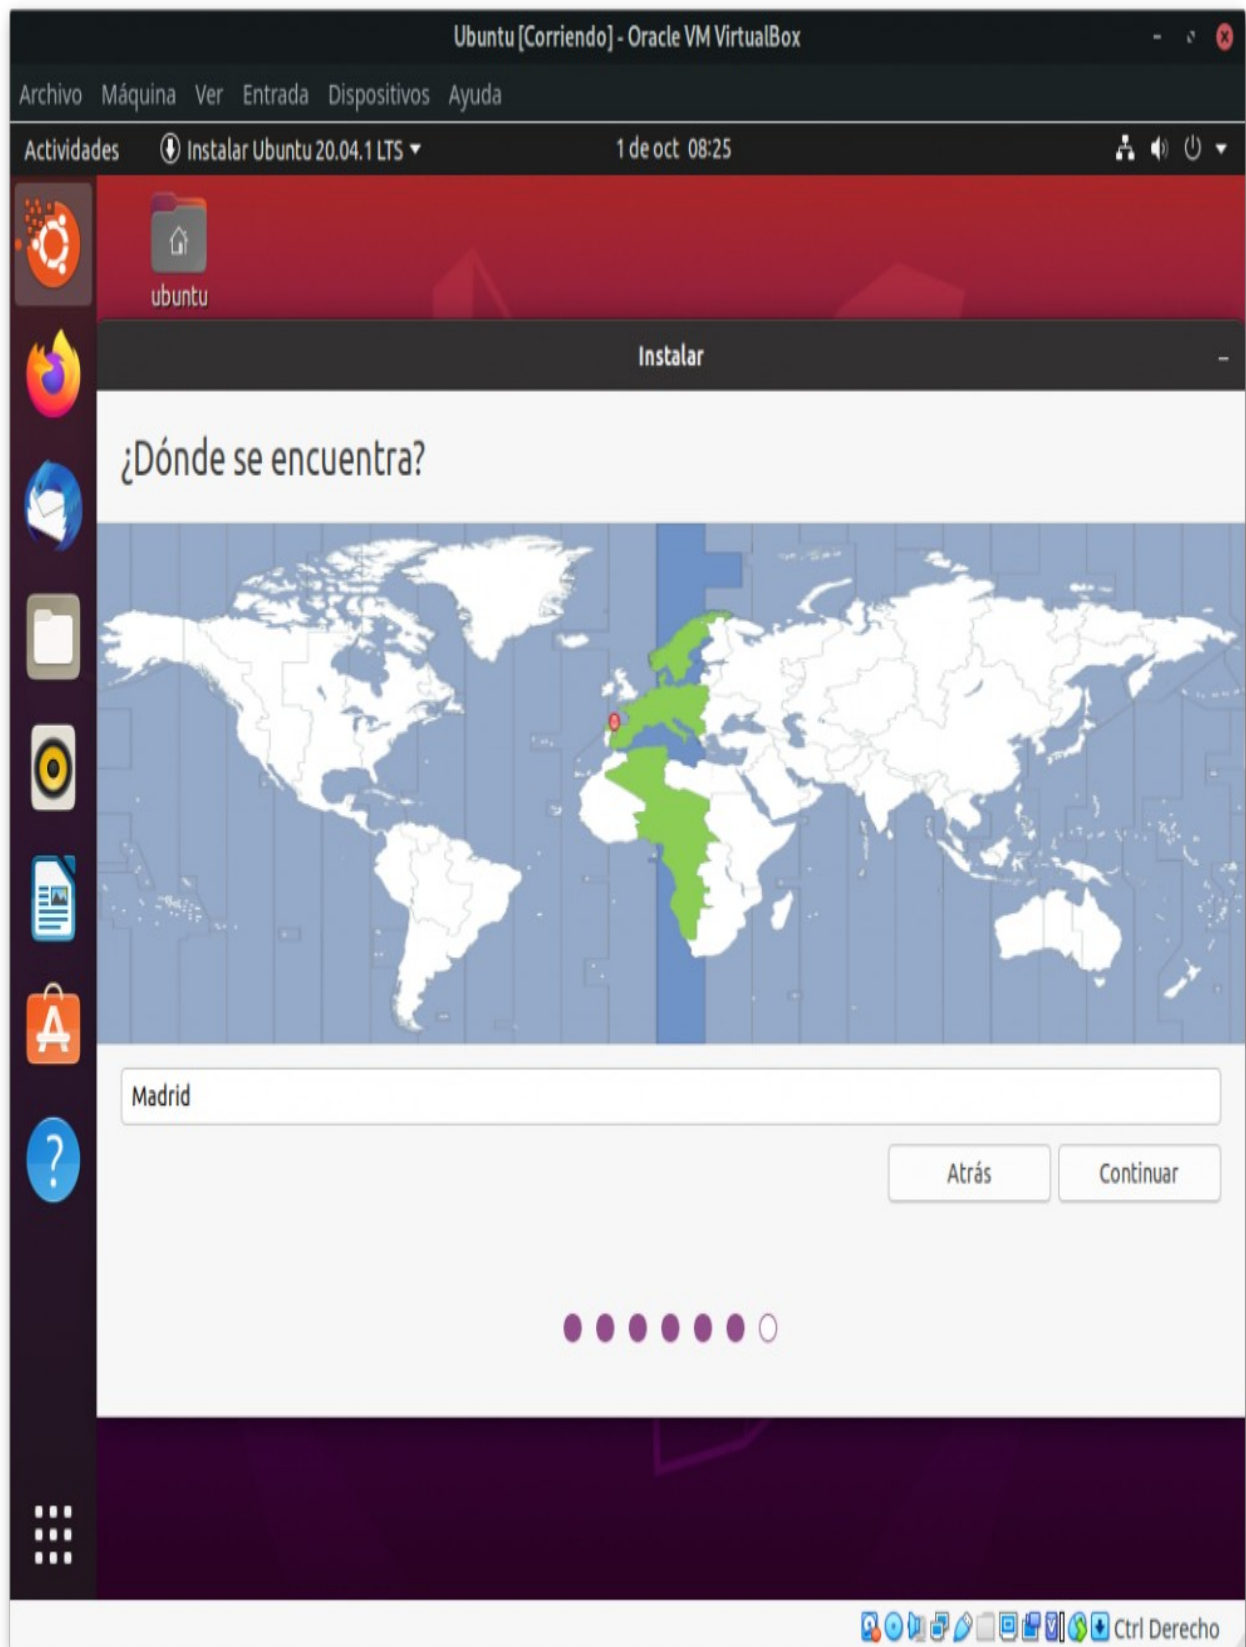 Ubuntu [Corriendo] - Oracle VM VirtualBox
Archivo Máquina Ver Entrada Dispositivos Ayuda
Actividades Instalar Ubuntu 20.04.1 LTS 1 de oct 08:25
ubuntu
Instalar
¿Dónde se encuentra?
Madrid
Atrás Continuar
Ctrl Derecho